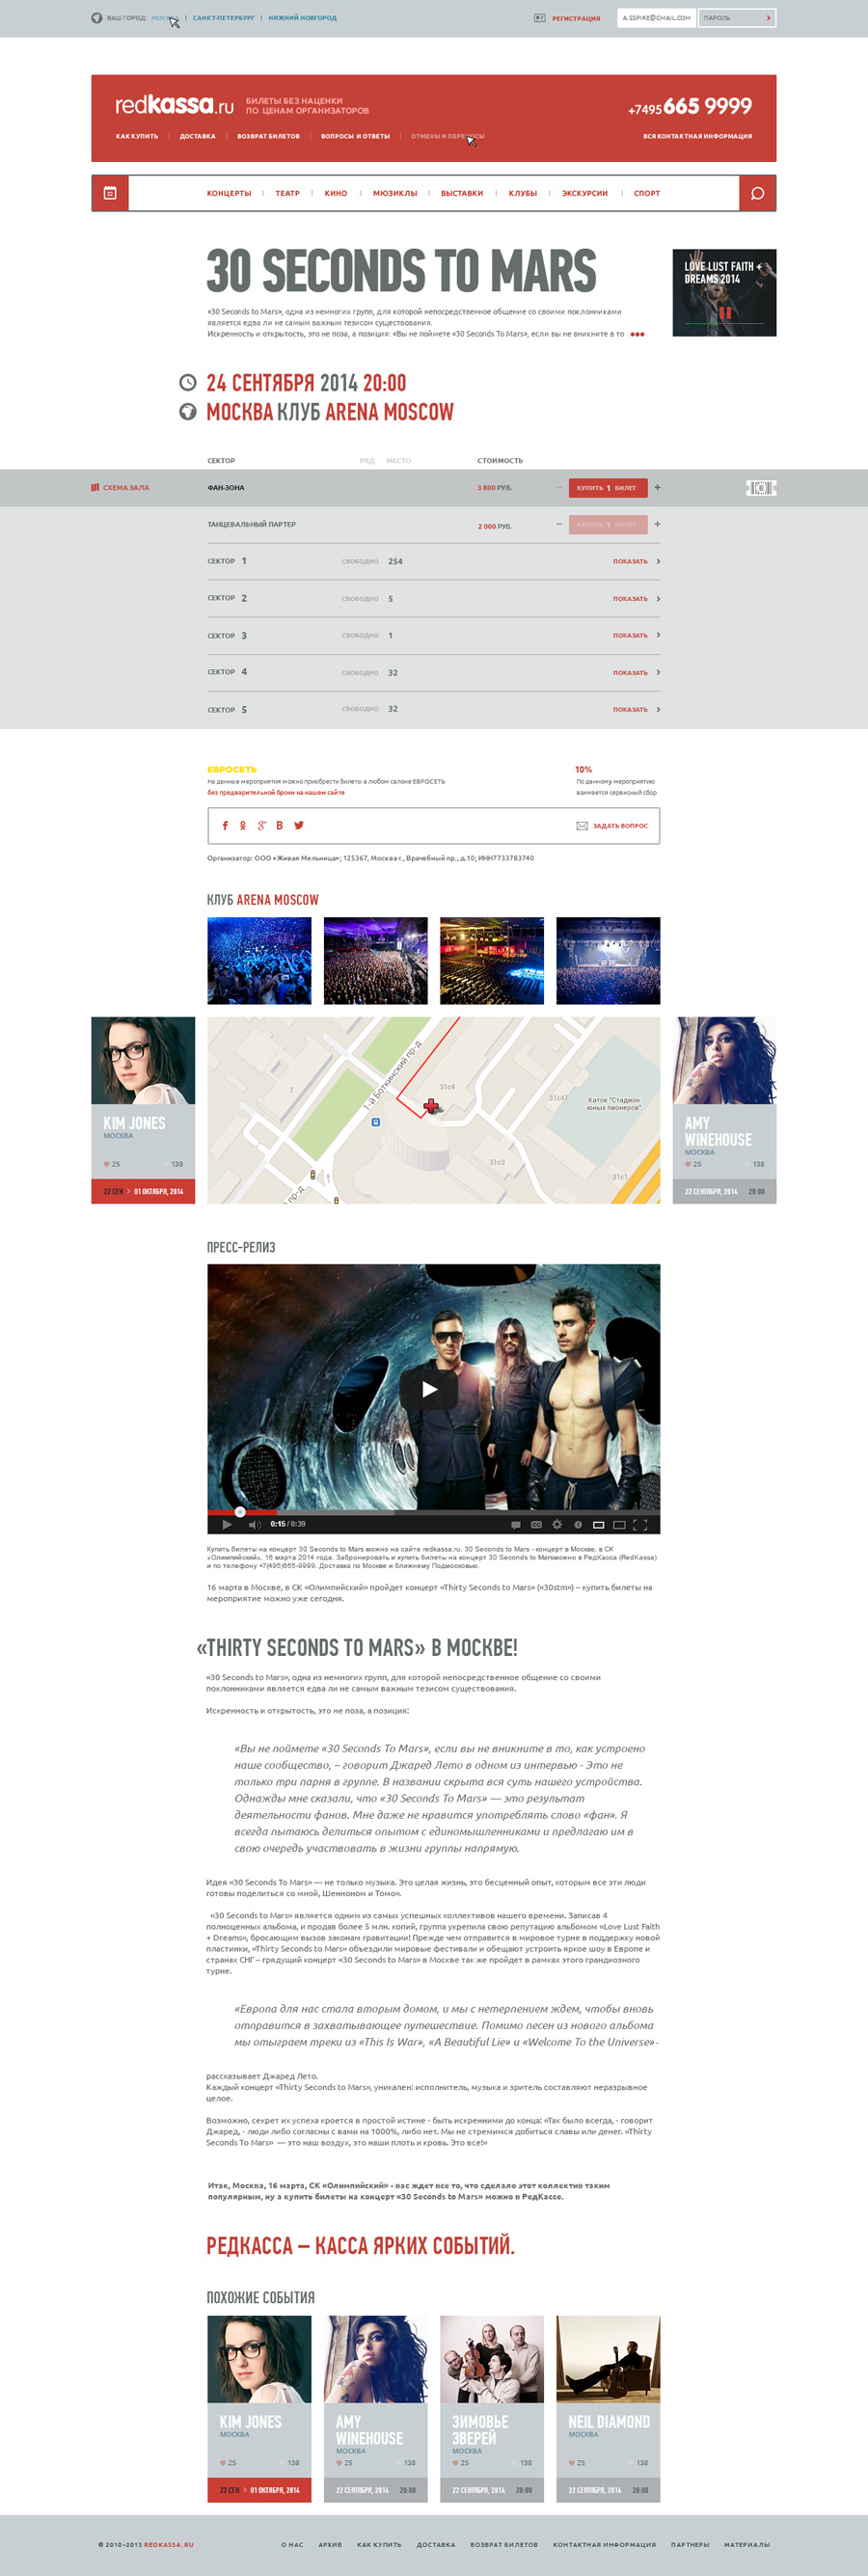 ВАШ ГОРОД: МОСКВА | САНКТ-ПЕТЕРБУРГ | НИЖНИЙ НОВГОРОД
РЕГИСТРАЦИЯ A.SSPIKE@GMAIL.COM ПАРОЛЬ
redkassa.ru
БИЛЕТЫ БЕЗ НАЦЕНКИ
ПО ЦЕНАМ ОРГАНИЗАТОРОВ
+7495 665 9999
КАК КУПИТЬ | ДОСТАВКА | ВОЗВРАТ БИЛЕТОВ | ВОПРОСЫ И ОТВЕТЫ | ОТМЕНЫ И ПЕРЕНОСЫ
ВСЯ КОНТАКТНАЯ ИНФОРМАЦИЯ
22
КОНЦЕРТЫ | ТЕАТР | КИНО | МЮЗИКЛЫ | ВЫСТАВКИ | КЛУБЫ | ЭКСКУРСИИ | СПОРТ
30 SECONDS TO MARS
«30 Seconds to Mars», одна из немногих групп, для которой непосредственное общение со своими поклонниками
является едва ли не самым важным тезисом существования.
Искренность и открытость, это не поза, а позиция: «Вы не поймете «30 Seconds To Mars», если вы не вникните в то
LOVE LUST FAITH +
DREAMS 2014
24 СЕНТЯБРЯ 2014 20:00
МОСКВА КЛУБ ARENA MOSCOW
СЕКТОР РЯД МЕСТО СТОИМОСТЬ
СХЕМА ЗАЛА ФАН-ЗОНА 3 800 РУБ. – КУПИТЬ 1 БИЛЕТ + E
ТАНЦЕВАЛЬНЫЙ ПАРТЕР 2 000 РУБ. – КУПИТЬ 1 БИЛЕТ +
СЕКТОР 1 СВОБОДНО 254 ПОКАЗАТЬ
СЕКТОР 2 СВОБОДНО 5 ПОКАЗАТЬ
СЕКТОР 3 СВОБОДНО 1 ПОКАЗАТЬ
СЕКТОР 4 СВОБОДНО 32 ПОКАЗАТЬ
СЕКТОР 5 СВОБОДНО 32 ПОКАЗАТЬ
ЕВРОСЕТЬ
На данные мероприятия можно приобрести билеты в любом салоне ЕВРОСЕТЬ
без предварительной брони на нашем сайте
10%
По данному мероприятию
взимается сервисный сбор
ЗАДАТЬ ВОПРОС
Организатор: ООО «Живая Мельница»; 125367, Москва г., Врачебный пр., д.10; ИНН7733783740
КЛУБ ARENA MOSCOW
KIM JONES
МОСКВА
25 138
22 СЕН > 01 ОКТЯБРЯ, 2014
1-й Боткинский пр-д
7
31с4
31с41
Каток "Стадион
юных пионеров"
31с3
31с1
пр-д
AMY
WINEHOUSE
МОСКВА
25 138
22 СЕНТЯБРЯ, 2014 20:00
ПРЕСС-РЕЛИЗ
0:15 / 0:39
Купить билеты на концерт 30 Seconds to Mars можно на сайте redkassa.ru. 30 Seconds to Mars - концерт в Москве, в СК
«Олимпийский», 16 марта 2014 года. Забронировать и купить билеты на концерт 30 Seconds to Marsможно в РедКасса (RedKassa)
и по телефону +7(495)665-9999. Доставка по Москве и ближнему Подмосковью.
16 марта в Москве, в СК «Олимпийский» пройдет концерт «Thirty Seconds to Mars» («30stm») – купить билеты на
мероприятие можно уже сегодня.
«THIRTY SECONDS TO MARS» В МОСКВЕ!
«30 Seconds to Mars», одна из немногих групп, для которой непосредственное общение со своими
поклонниками является едва ли не самым важным тезисом существования.
Искренность и открытость, это не поза, а позиция:
«Вы не поймете «30 Seconds To Mars», если вы не вникните в то, как устроено
наше сообщество, – говорит Джаред Лето в одном из интервью - Это не
только три парня в группе. В названии скрыта вся суть нашего устройства.
Однажды мне сказали, что «30 Seconds To Mars» — это результат
деятельности фанов. Мне даже не нравится употреблять слово «фан». Я
всегда пытаюсь делиться опытом с единомышленниками и предлагаю им в
свою очередь участвовать в жизни группы напрямую.
Идея «30 Seconds To Mars» — не только музыка. Это целая жизнь, это бесценный опыт, которым все эти люди
готовы поделиться со мной, Шенноном и Томо».
«30 Seconds to Mars» является одним из самых успешных коллективов нашего времени. Записав 4
полноценных альбома, и продав более 5 млн. копий, группа укрепила свою репутацию альбомом «Love Lust Faith
+ Dreams», бросающим вызов законам гравитации! Прежде чем отправится в мировое турне в поддержку новой
пластинки, «Thirty Seconds to Mars» объездили мировые фестивали и обещают устроить яркое шоу в Европе и
странах СНГ – грядущий концерт «30 Seconds to Mars» в Москве так же пройдет в рамках этого грандиозного
турне.
«Европа для нас стала вторым домом, и мы с нетерпением ждем, чтобы вновь
отправится в захватывающее путешествие. Помимо песен из нового альбома
мы отыграем треки из «This Is War», «A Beautiful Lie» и «Welcome To the Universe» -
рассказывает Джаред Лето.
Каждый концерт «Thirty Seconds to Mars», уникален: исполнитель, музыка и зритель составляют неразрывное
целое.
Возможно, секрет их успеха кроется в простой истине - быть искренними до конца: «Так было всегда, - говорит
Джаред, - люди либо согласны с вами на 1000%, либо нет. Мы не стремимся добиться славы или денег. «Thirty
Seconds To Mars» — это наш воздух, это наши плоть и кровь. Это все!»
Итак, Москва, 16 марта, СК «Олимпийский» - вас ждет все то, что сделало этот коллектив таким
популярным, ну а купить билеты на концерт «30 Seconds to Mars» можно в РедКассе.
РЕДКАССА – КАССА ЯРКИХ СОБЫТИЙ.
ПОХОЖИЕ СОБЫТИЯ
KIM JONES
МОСКВА
25 138
22 СЕН > 01 ОКТЯБРЯ, 2014
AMY
WINEHOUSE
МОСКВА
25 138
22 СЕНТЯБРЯ, 2014 20:00
ЗИМОВЬЕ
ЗВЕРЕЙ
МОСКВА
25 138
22 СЕНТЯБРЯ, 2014 20:00
NEIL DIAMOND
МОСКВА
25 138
22 СЕНТЯБРЯ, 2014 20:00
© 2010–2013 REDKASSA.RU
О НАС АРХИВ КАК КУПИТЬ ДОСТАВКА ВОЗВРАТ БИЛЕТОВ КОНТАКТНАЯ ИНФОРМАЦИЯ ПАРТНЕРЫ МАТЕРИАЛЫ